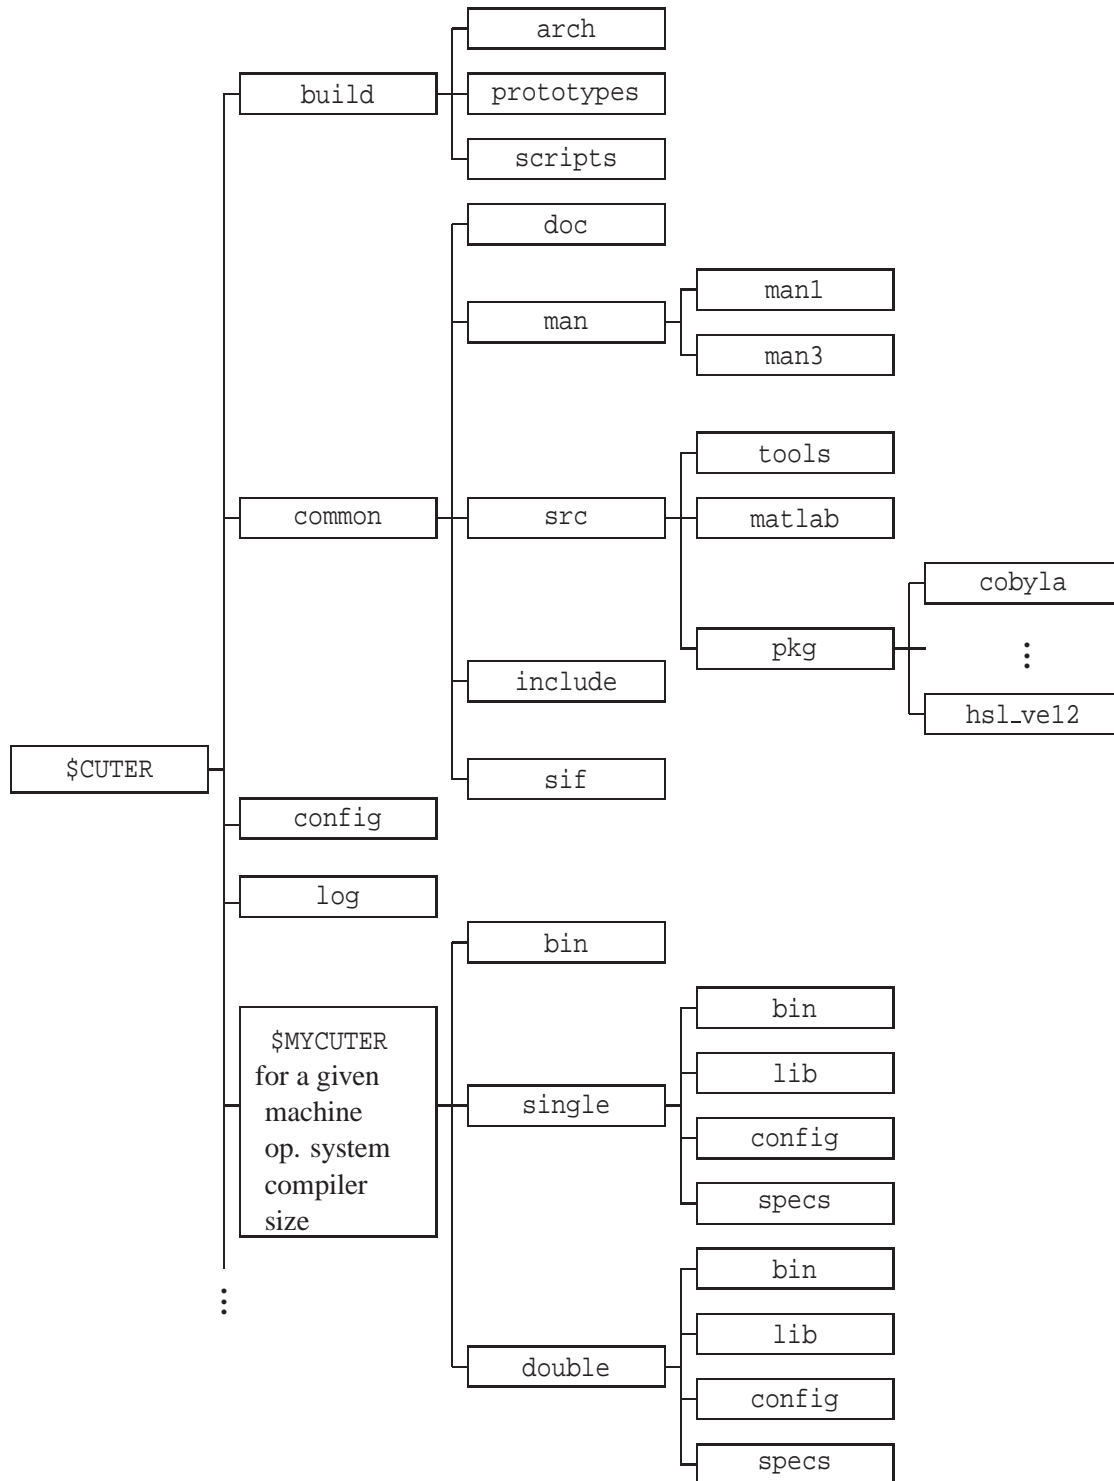 arch
build
prototypes
scripts
doc
man1
man
man3
tools
common
src
matlab
cobyla
pkg
⋮
include
hsl_ve12
$CUTER
sif
config
log
bin
bin
$MYCUTER
for a given
machine
op. system
compiler
size
lib
single
config
specs
bin
⋮
lib
double
config
specs